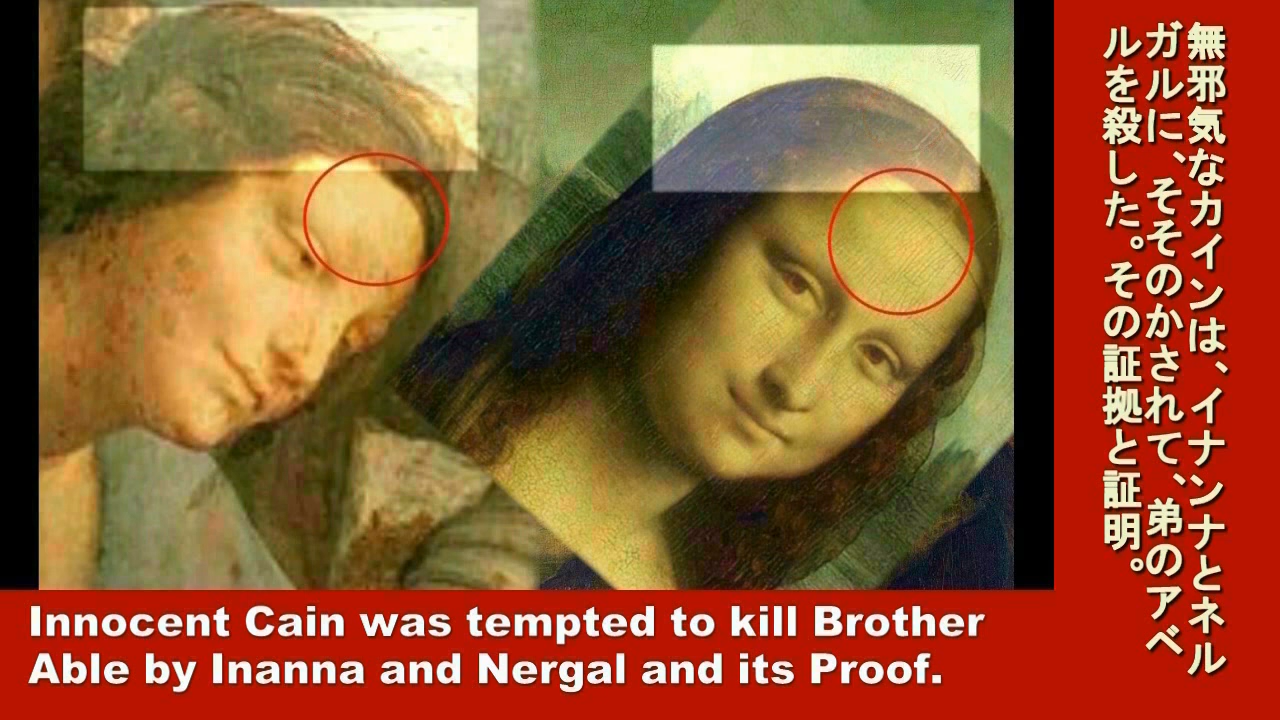 無邪気なカインは、イナンナとネル
ガルに、そそのかされて、弟のアベ
ルを殺した。その証拠と証明。
Innocent Cain was tempted to kill Brother
Able by Inanna and Nergal and its Proof.